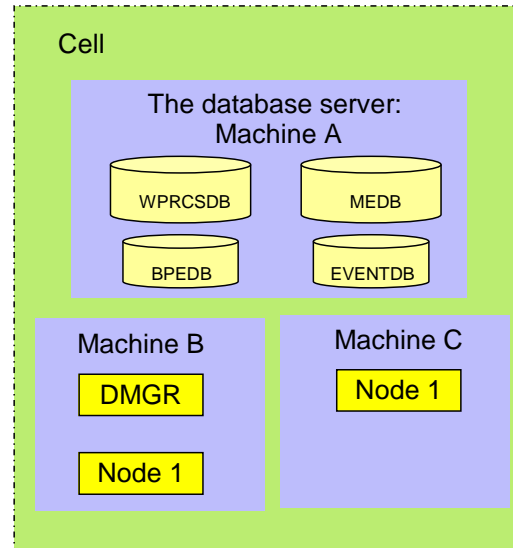 Cell
The database server:
Machine A
WPRCSDB
MEDB
BPEDB
EVENTDB
Machine B
DMGR
Node 1
Machine C
Node 1